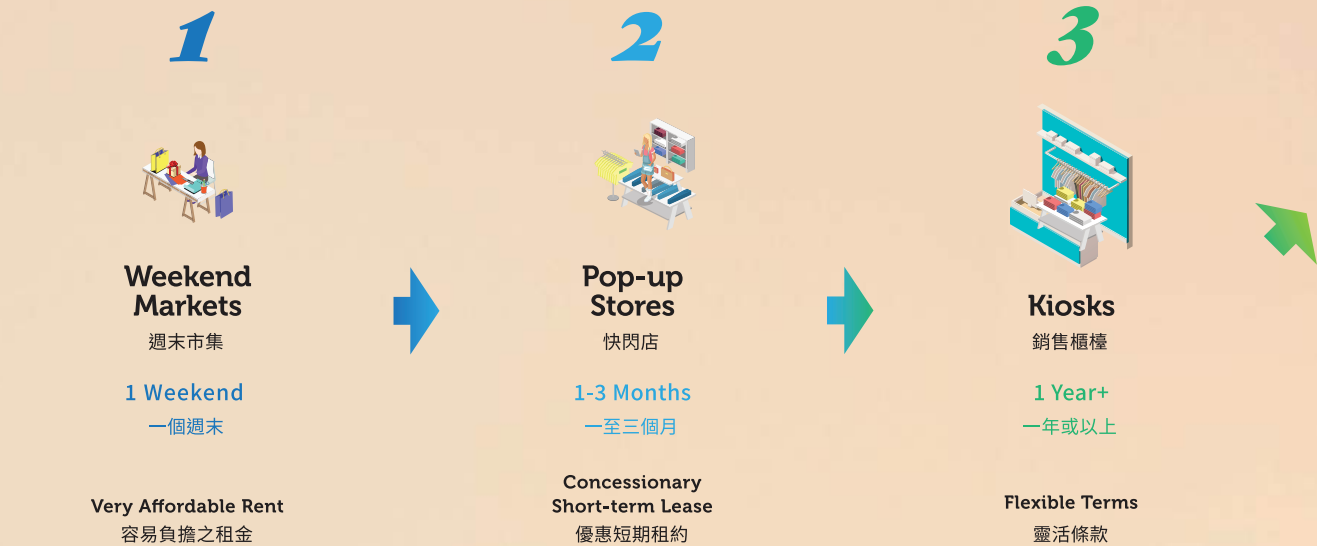 1
Weekend
Markets
週末市集
1 Weekend
一個週末
Very Affordable Rent
容易負擔之租金
2
Pop-up
Stores
快閃店
1-3 Months
一至三個月
Concessionary
Short-term Lease
優惠短期租約
3
Kiosks
銷售櫃檯
1 Year+
一年或以上
Flexible Terms
靈活條款